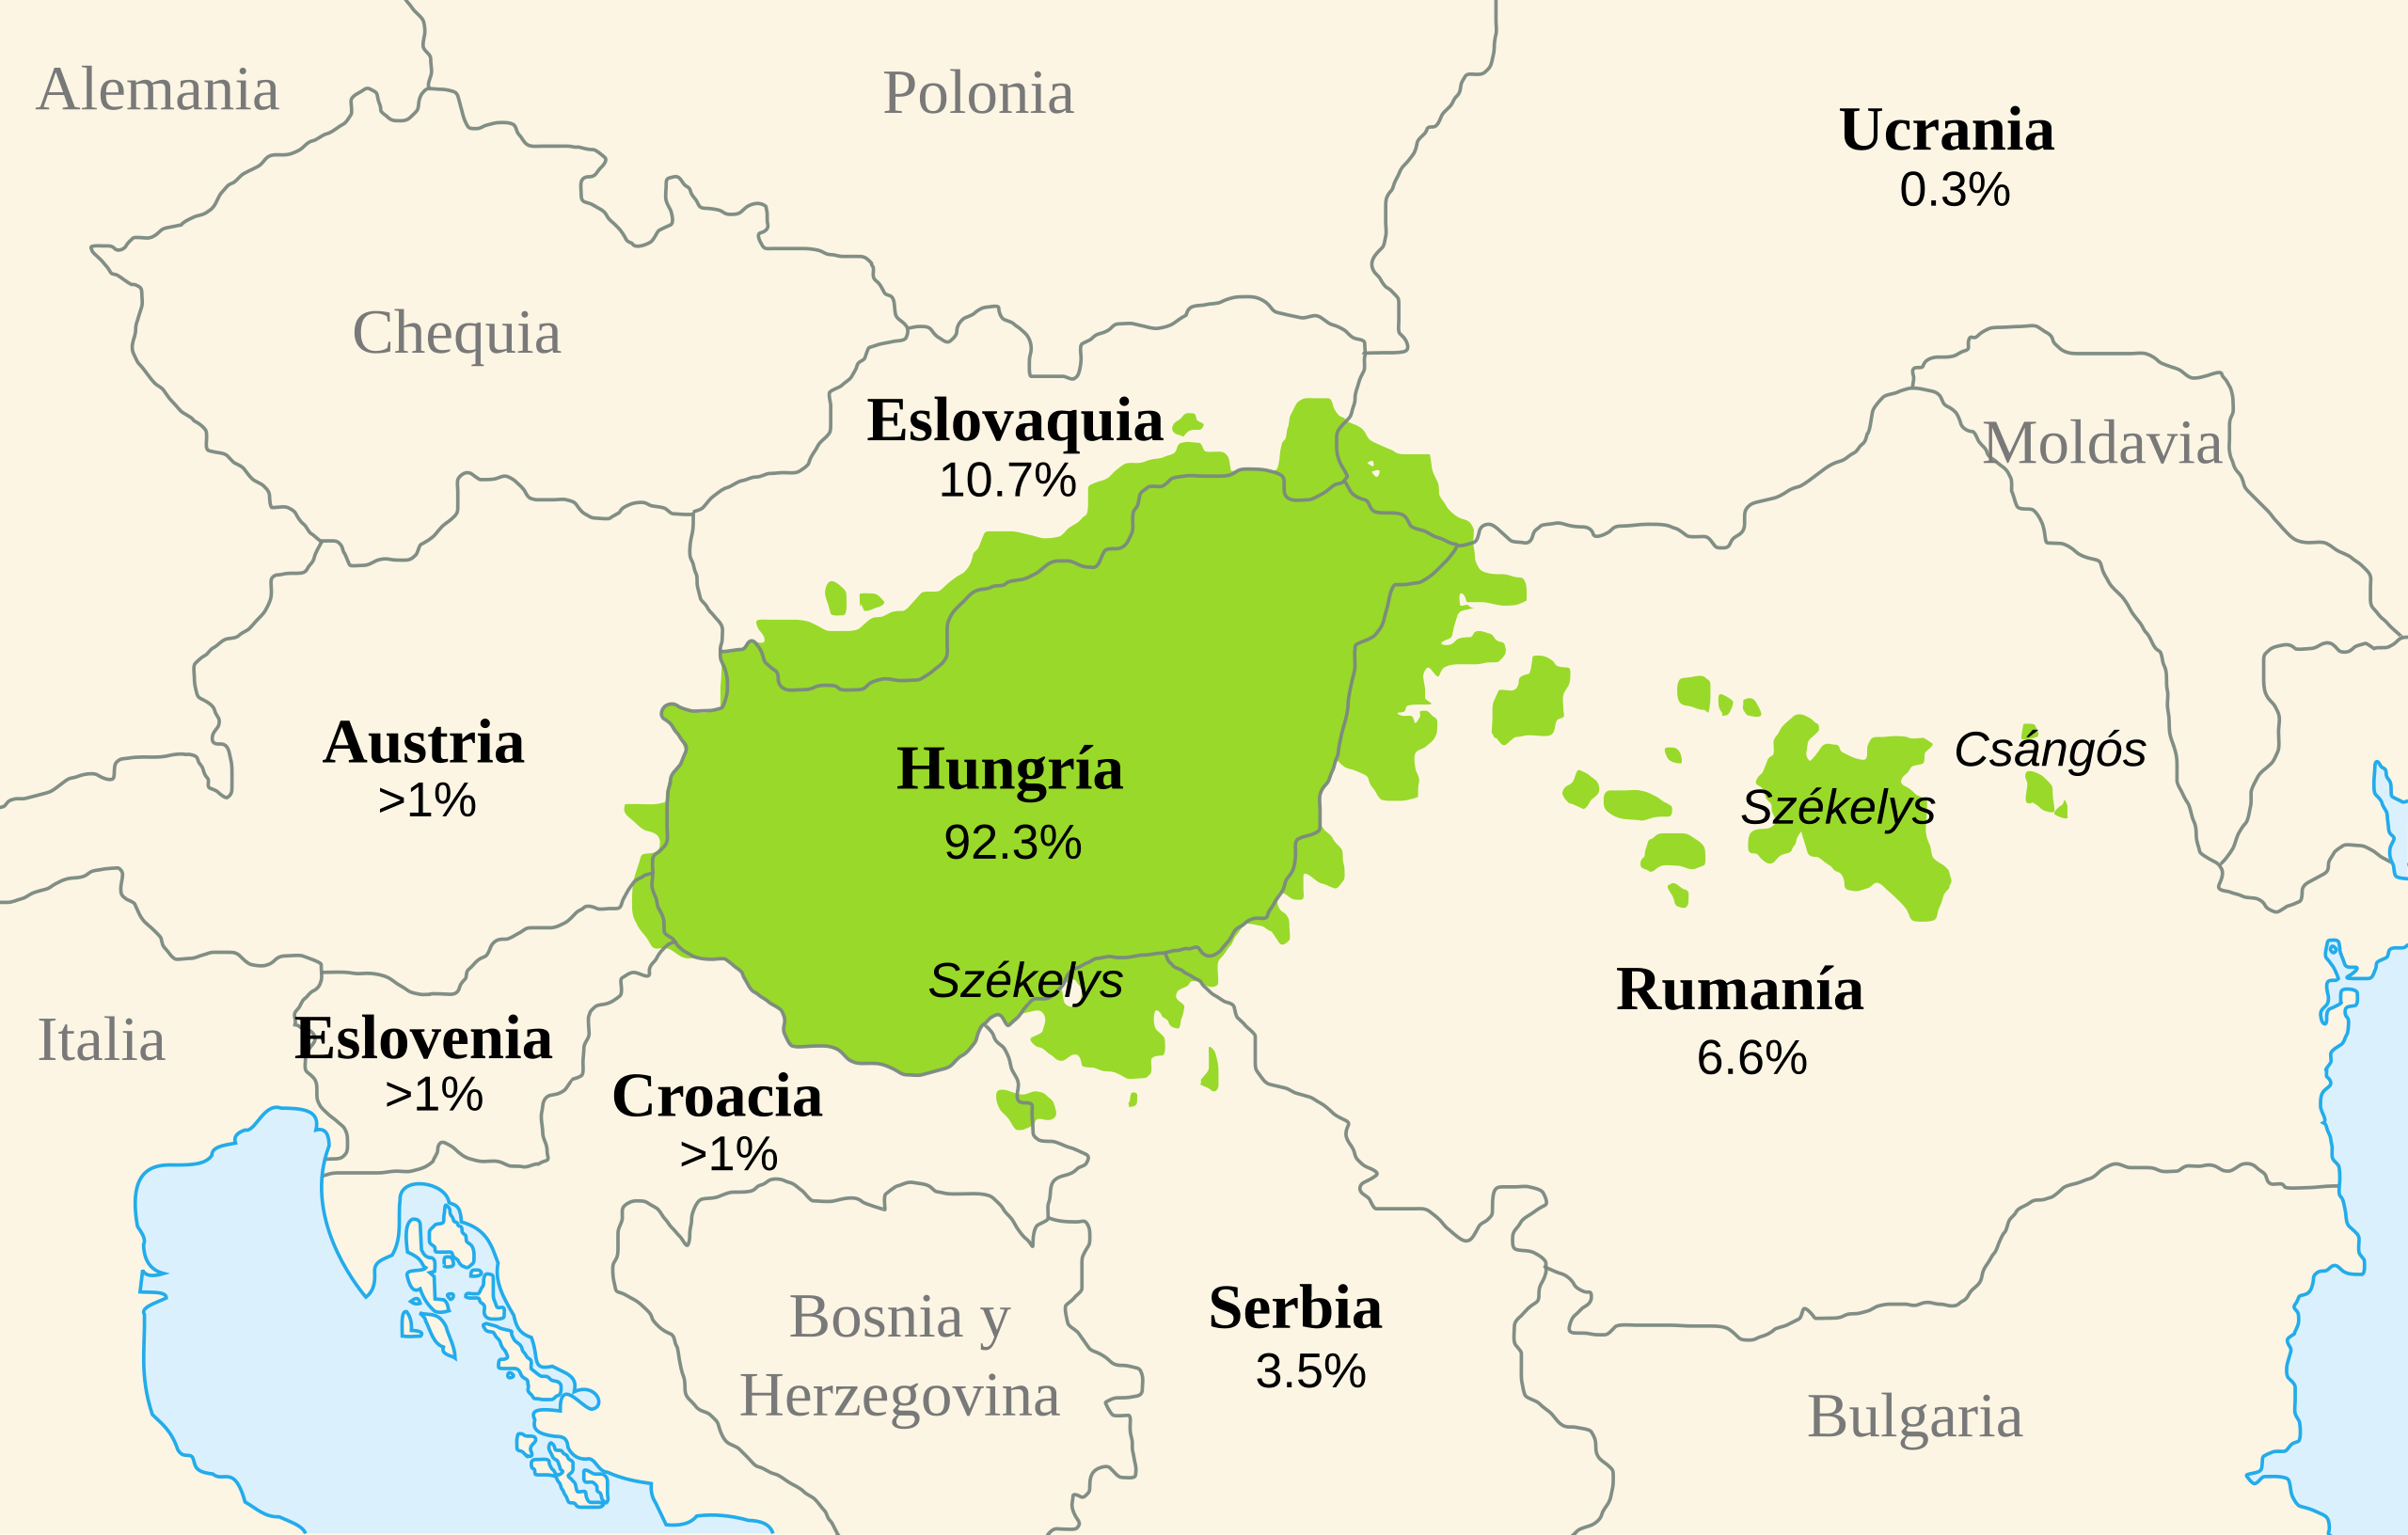 Alemania
Polonia
Ucrania
0.3%
Chequia
Eslovaquia
10.7%
Moldavia
Austria
>1%
Hungría
92.3%
Csángós
Székelys
Székelys
Rumanía
6.6%
Italia
Eslovenia
>1%
Croacia
>1%
Serbia
3.5%
Bosnia y
Herzegovina
Bulgaria